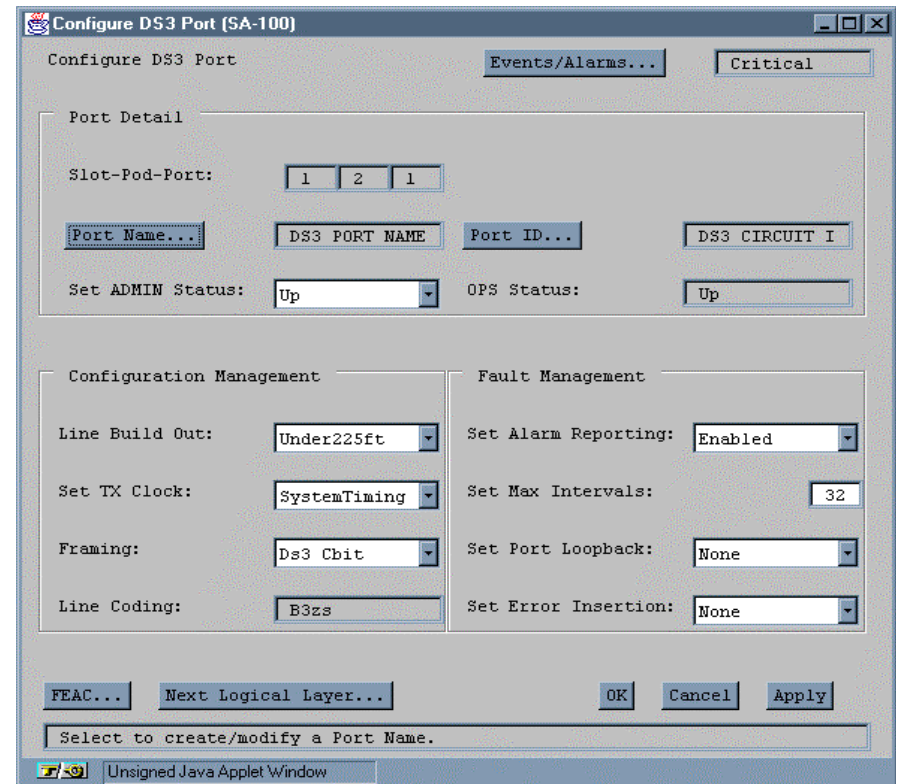 Configure DS3 Port (SA-100)
Configure DS3 Port Events/Alarms... Critical
Port Detail
Slot-Pod-Port: 1 2 1
Port Name... DS3 PORT NAME Port ID... DS3 CIRCUIT I
Set ADMIN Status: Up OPS Status: Up
Configuration Management Fault Management
Line Build Out: Under225ft Set Alarm Reporting: Enabled
Set TX Clock: SystemTiming Set Max Intervals: 32
Framing: Ds3 Cbit Set Port Loopback: None
Line Coding: B3zs Set Error Insertion: None
FEAC... Next Logical Layer... OK Cancel Apply
Select to create/modify a Port Name.
Unsigned Java Applet Window